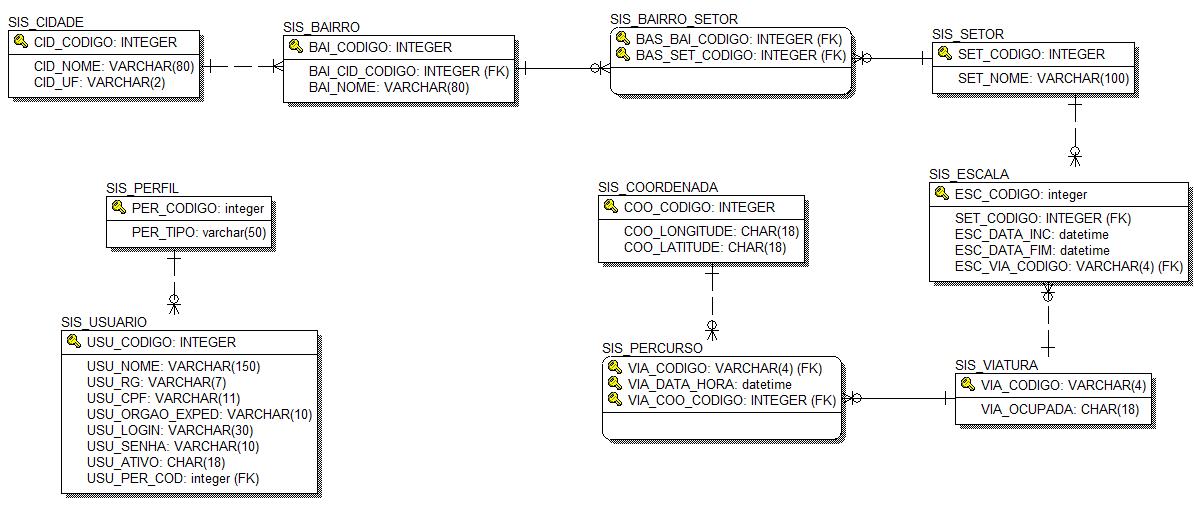 SIS_CIDADE
CID_CODIGO: INTEGER
CID_NOME: VARCHAR(80)
CID_UF: VARCHAR(2)
SIS_BAIRRO
BAI_CODIGO: INTEGER
BAI_CID_CODIGO: INTEGER (FK)
BAI_NOME: VARCHAR(80)
SIS_BAIRRO_SETOR
BAS_BAI_CODIGO: INTEGER (FK)
BAS_SET_CODIGO: INTEGER (FK)
SIS_SETOR
SET_CODIGO: INTEGER
SET_NOME: VARCHAR(100)
SIS_PERFIL
PER_CODIGO: integer
PER_TIPO: varchar(50)
SIS_COORDENADA
COO_CODIGO: INTEGER
COO_LONGITUDE: CHAR(18)
COO_LATITUDE: CHAR(18)
SIS_ESCALA
ESC_CODIGO: integer
SET_CODIGO: INTEGER (FK)
ESC_DATA_INC: datetime
ESC_DATA_FIM: datetime
ESC_VIA_CODIGO: VARCHAR(4) (FK)
SIS_USUARIO
USU_CODIGO: INTEGER
USU_NOME: VARCHAR(150)
USU_RG: VARCHAR(7)
USU_CPF: VARCHAR(11)
USU_ORGAO_EXPED: VARCHAR(10)
USU_LOGIN: VARCHAR(30)
USU_SENHA: VARCHAR(10)
USU_ATIVO: CHAR(18)
USU_PER_COD: integer (FK)
SIS_PERCURSO
VIA_CODIGO: VARCHAR(4) (FK)
VIA_DATA_HORA: datetime
VIA_COO_CODIGO: INTEGER (FK)
SIS_VIATURA
VIA_CODIGO: VARCHAR(4)
VIA_OCUPADA: CHAR(18)